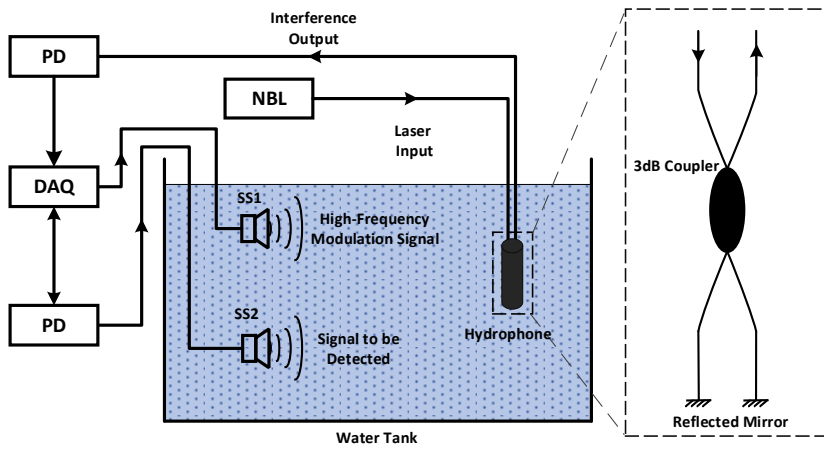 Interference
Output
PD
NBL
Laser
Input
3dB Coupler
DAQ
SS1
High-Frequency
Modulation Signal
SS2
PD
Signal to be
Detected
Hydrophone
Reflected Mirror
Water Tank